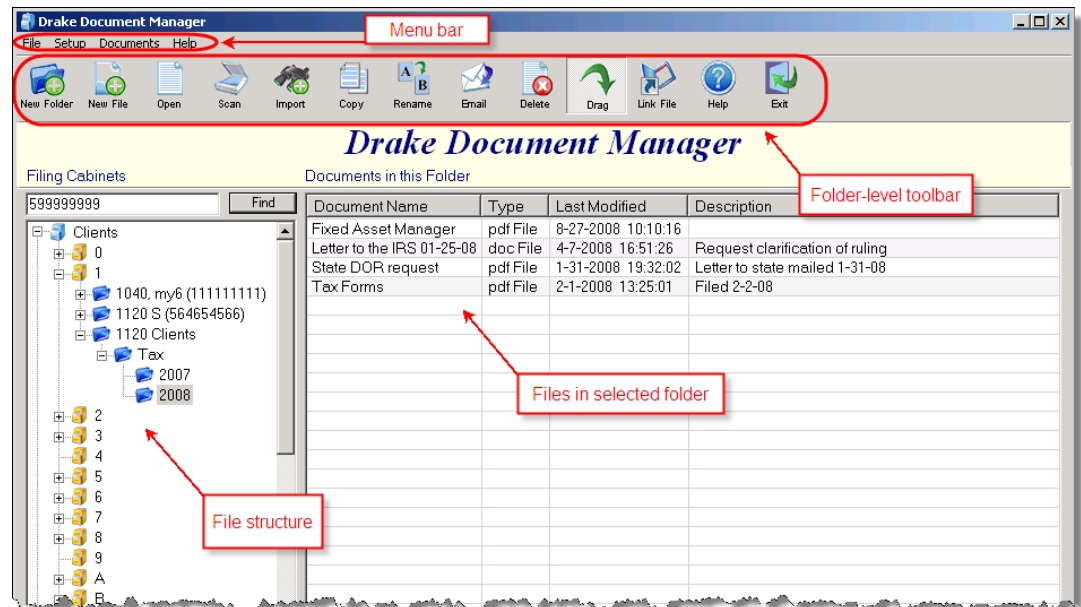 Drake Document Manager
Menu bar
File Setup Documents Help
New Folder New File Open Scan Import Copy Rename Email Delete Drag Link File Help Exit
Drake Document Manager
Filing Cabinets Documents in this Folder
Folder-level toolbar
599999999 Find
Document Name Type Last Modified Description
Fixed Asset Manager pdf File 8-27-2008 10:10:16
Letter to the IRS 01-25-08 doc File 4-7-2008 16:51:26 Request clarification of ruling
State DOR request pdf File 1-31-2008 19:32:02 Letter to state mailed 1-31-08
Tax Forms pdf File 2-1-2008 13:25:01 Filed 2-2-08
Clients
0
1
1040, my6 (111111111)
1120 S (564654566)
1120 Clients
Tax
2007
2008
Files in selected folder
2
3
4
5
6
7
File structure
8
9
A
B